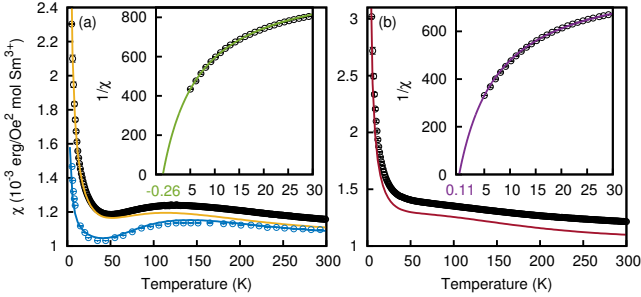 χ (10⁻³ erg/Oe² mol Sm³⁺)
2.4
2.2
2
1.8
1.6
1.4
1.2
1
(a)
0 50 100 150 200 250 300
Temperature (K)
1/χ
800
600
400
200
0
-0.26 5 10 15 20 25 30
3
2.5
2
1.5
1
(b)
0 50 100 150 200 250 300
Temperature (K)
1/χ
600
400
200
0
0.11 5 10 15 20 25 30